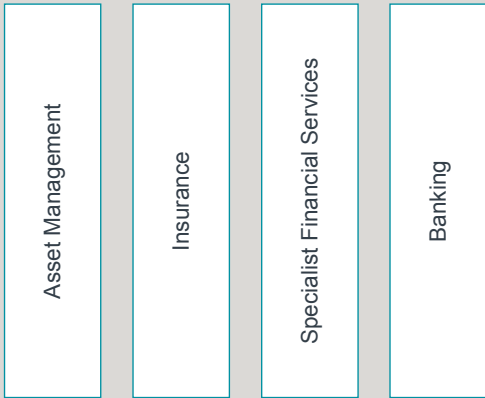 Asset Management
Insurance
Specialist Financial Services
Banking